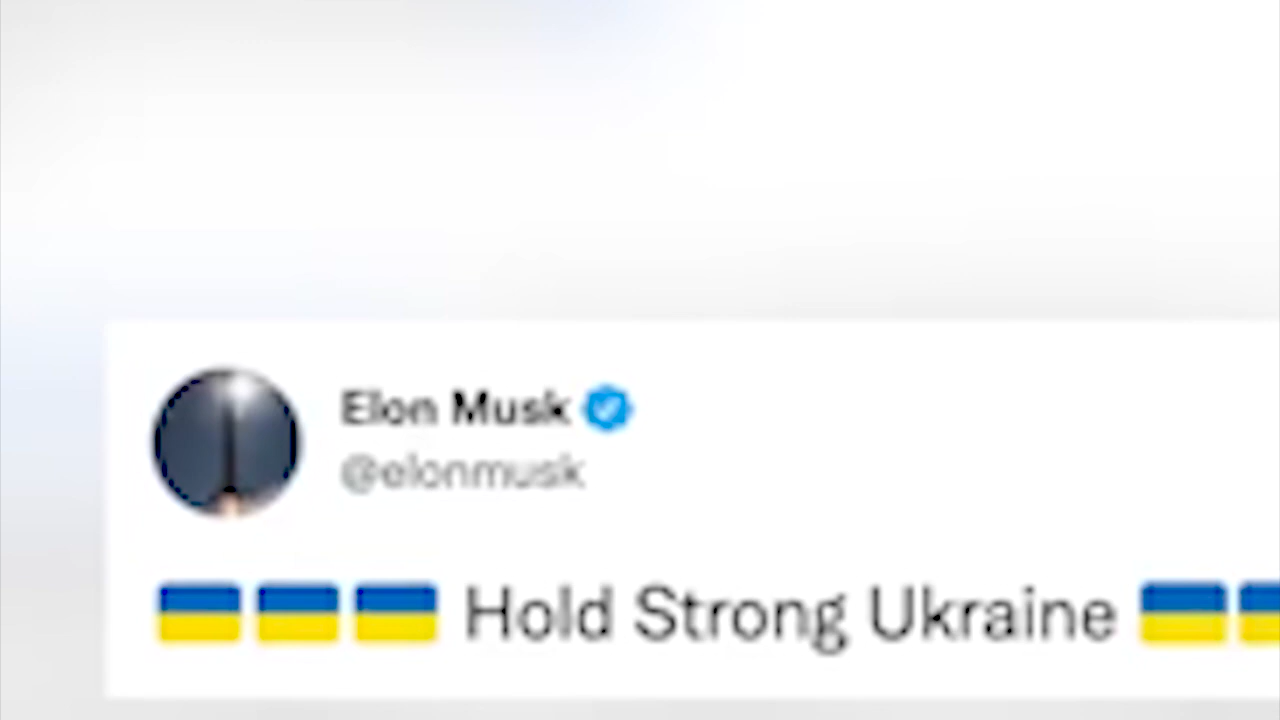 Elon Musk
@elonmusk
🇺🇦🇺🇦🇺🇦 Hold Strong Ukraine 🇺🇦🇺🇦